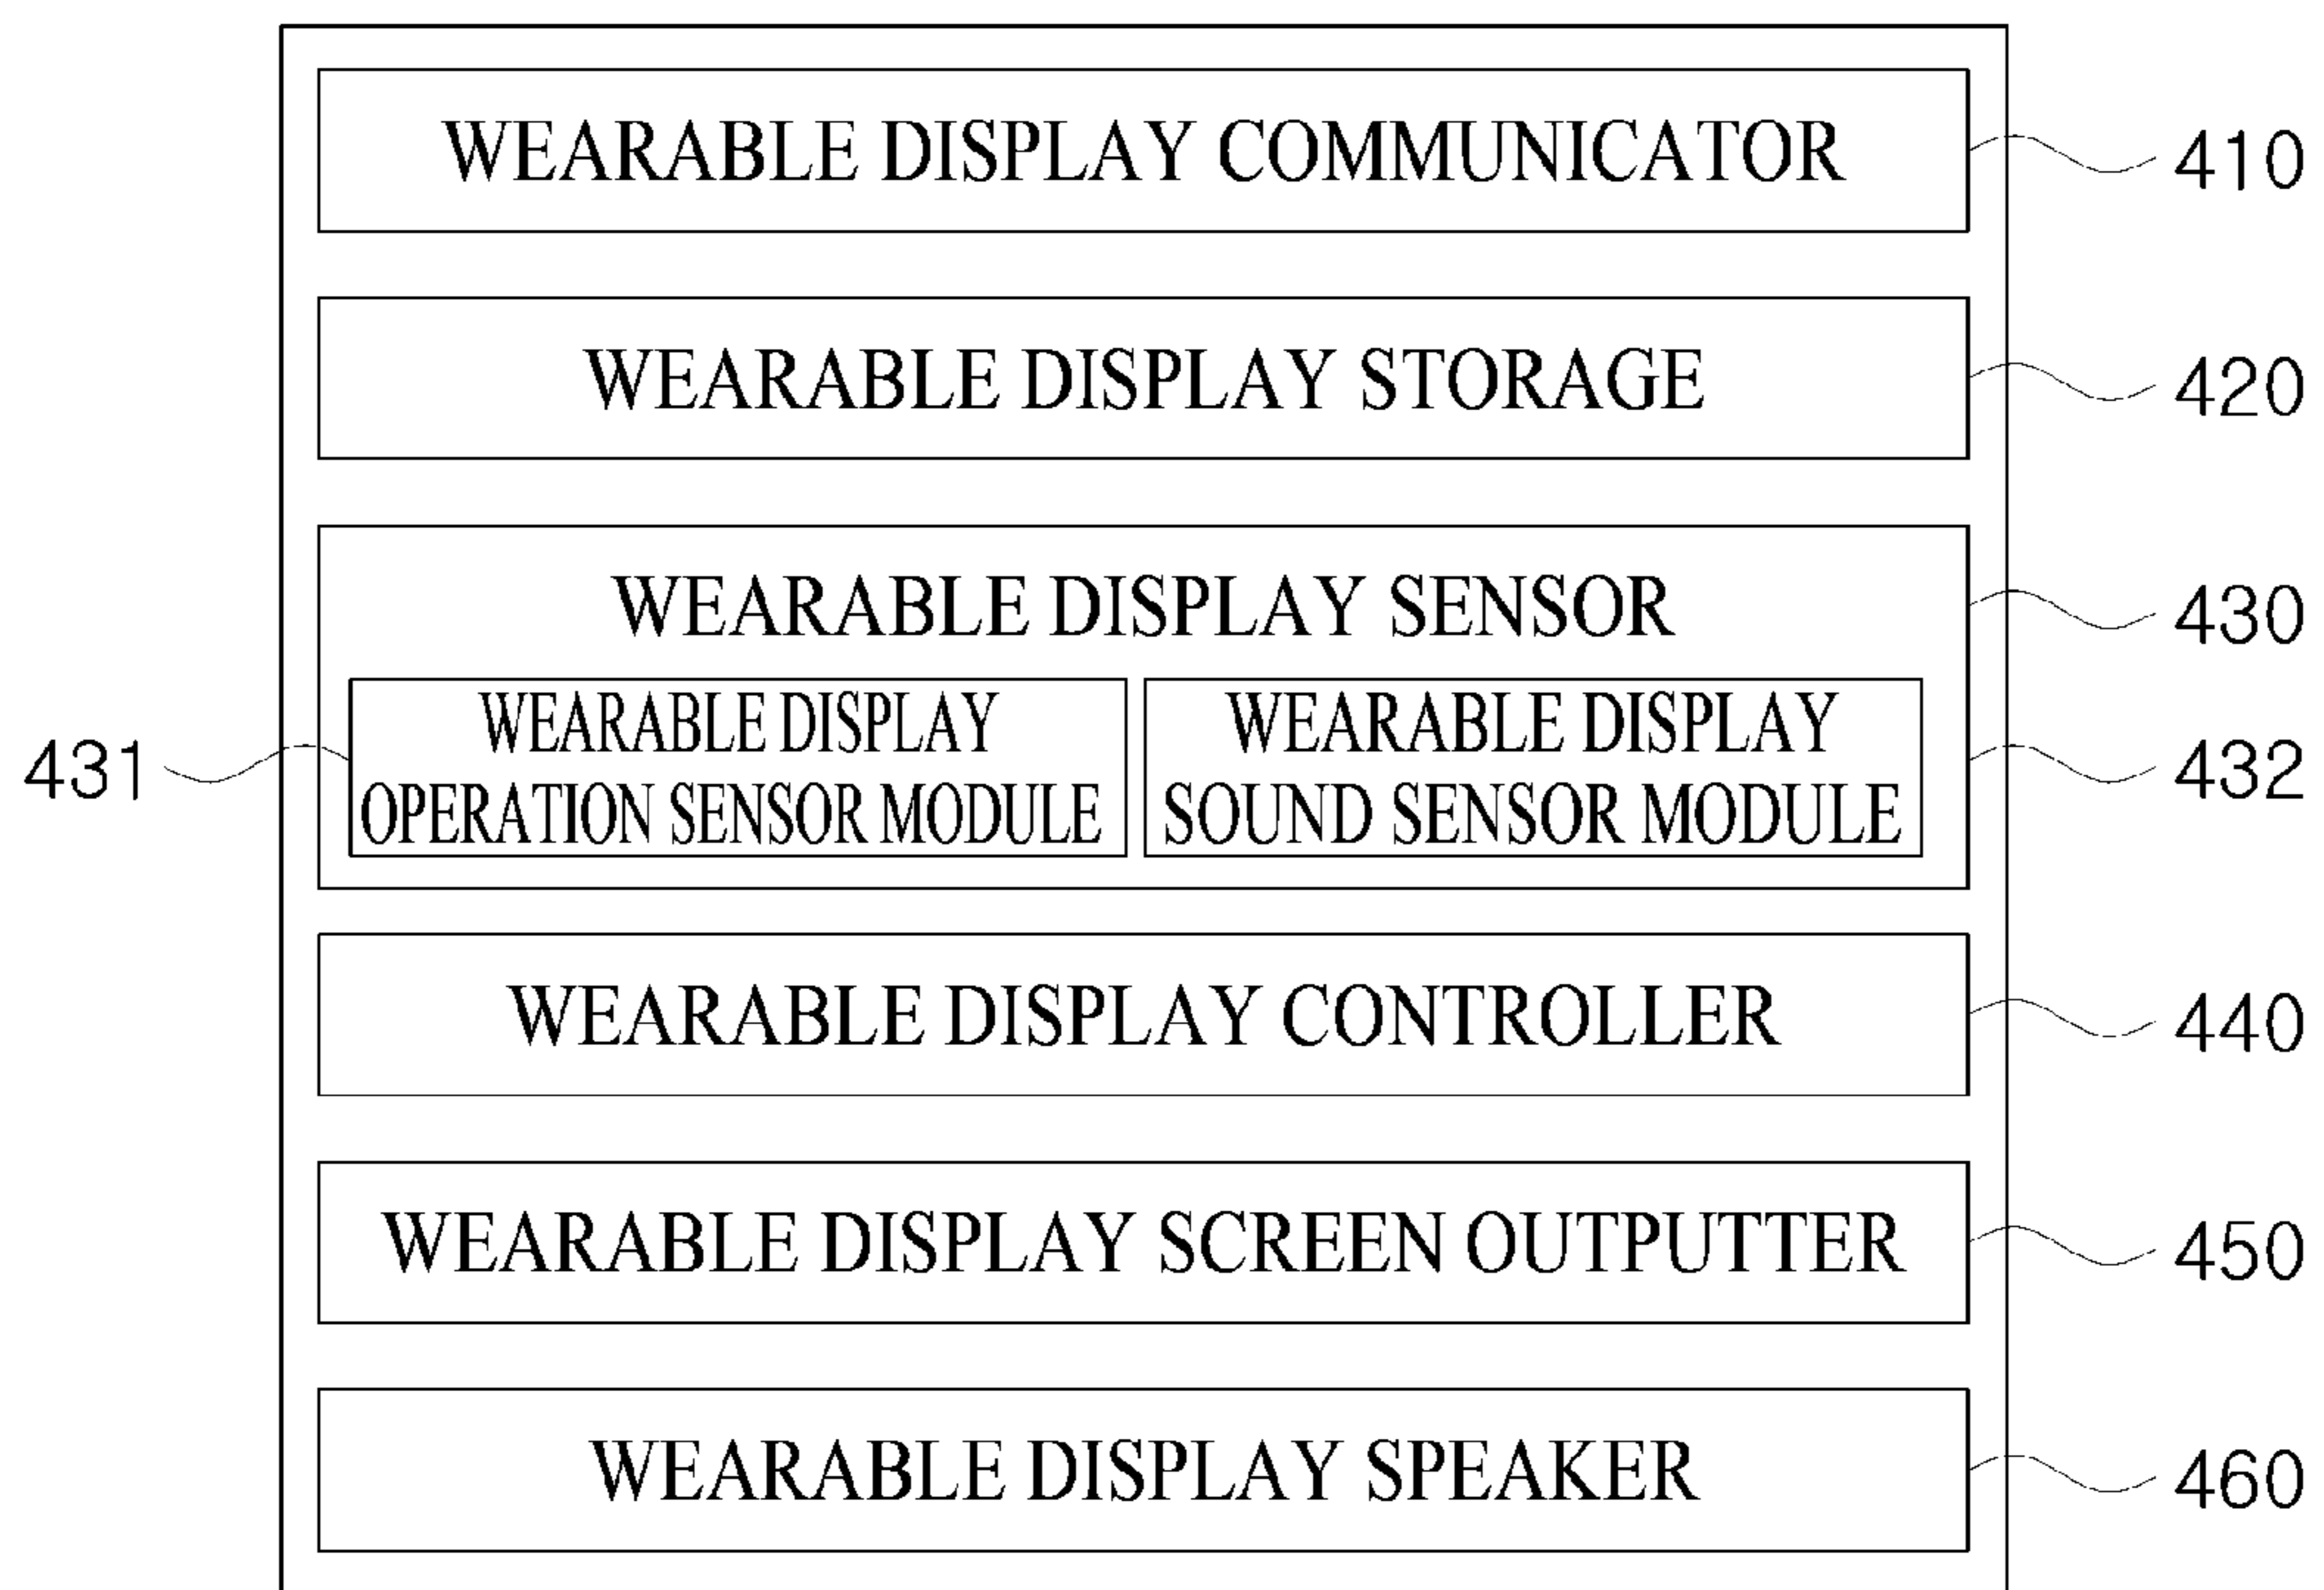 WEARABLE DISPLAY COMMUNICATOR 410
WEARABLE DISPLAY STORAGE 420
WEARABLE DISPLAY SENSOR 430
431
WEARABLE DISPLAY
OPERATION SENSOR MODULE
WEARABLE DISPLAY
SOUND SENSOR MODULE
432
WEARABLE DISPLAY CONTROLLER 440
WEARABLE DISPLAY SCREEN OUTPUTTER 450
WEARABLE DISPLAY SPEAKER 460